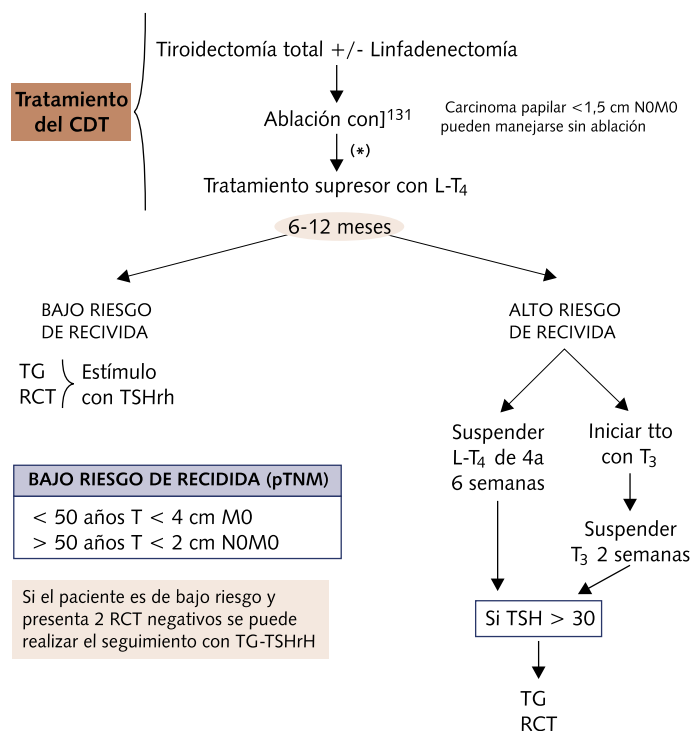 Tiroidectomía total +/- Linfadenectomía
Tratamiento
del CDT
Ablación con]131
Carcinoma papilar <1,5 cm N0M0
pueden manejarse sin ablación
(*)
Tratamiento supresor con L-T4
6-12 meses
BAJO RIESGO
DE RECIVIDA
TG
RCT
Estímulo
con TSHrh
ALTO RIESGO
DE RECIVIDA
Suspender
L-T4 de 4a
6 semanas
Iniciar tto
con T3
Suspender
T3 2 semanas
Si TSH > 30
TG
RCT
BAJO RIESGO DE RECIDIDA (pTNM)
< 50 años T < 4 cm M0
> 50 años T < 2 cm N0M0
Si el paciente es de bajo riesgo y
presenta 2 RCT negativos se puede
realizar el seguimiento con TG-TSHrH